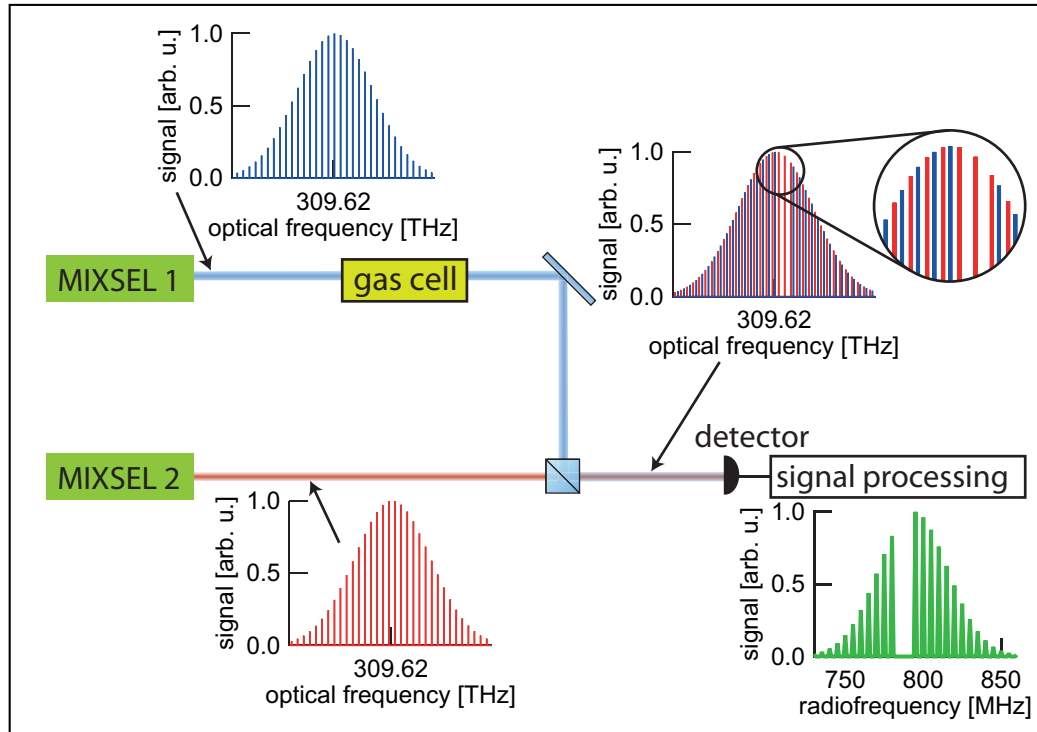 signal [arb. u.]
1.0
0.5
0.0
309.62
optical frequency [THz]
MIXSEL 1
gas cell
signal [arb. u.]
1.0
0.5
0.0
309.62
optical frequency [THz]
MIXSEL 2
detector
signal processing
signal [arb. u.]
1.0
0.5
0.0
309.62
optical frequency [THz]
signal [arb. u.]
1.0
0.5
0.0
750 800 850
radiofrequency [MHz]